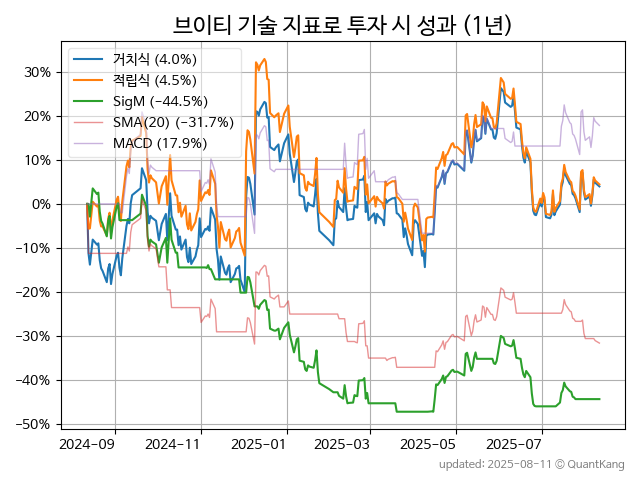 브이티 기술 지표로 투자 시 성과 (1년)
거치식 (4.0%)
적립식 (4.5%)
SigM (−44.5%)
SMA(20) (−31.7%)
MACD (17.9%)
30%
20%
10%
0%
−10%
−20%
−30%
−40%
−50%
2024-09 2024-11 2025-01 2025-03 2025-05 2025-07
updated: 2025-08-11 © QuantKang